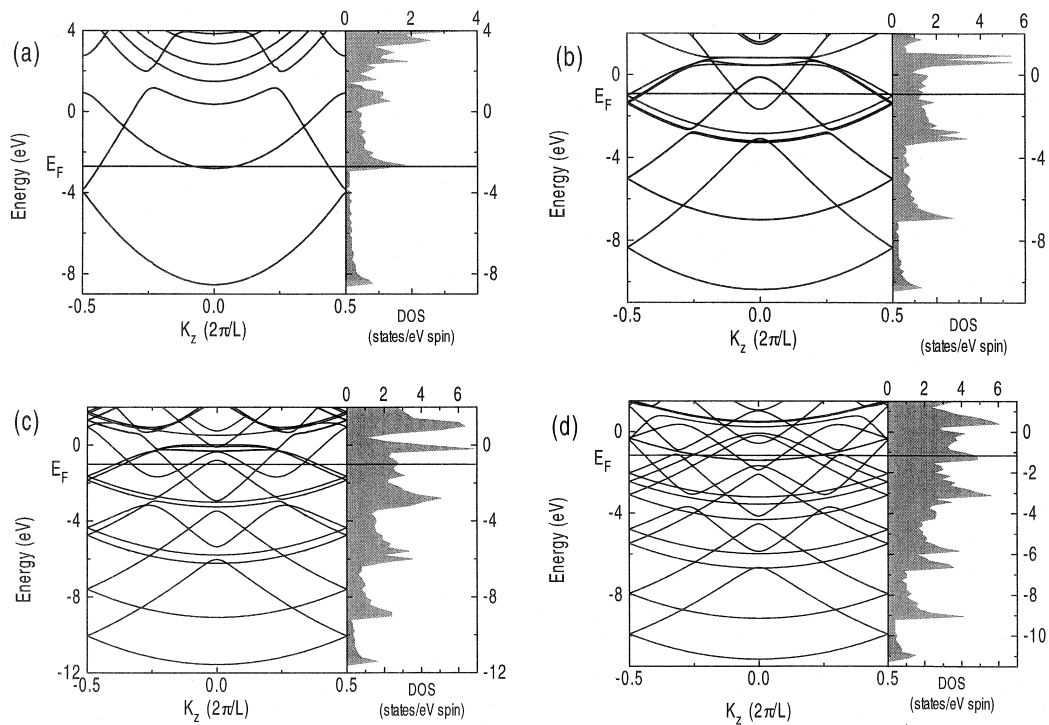 (a)
0 2 4
4
0
-4
-8
4
0
-4
-8
E_F
Energy (eV)
-0.5 0.0 0.5
K_z (2π/L)
DOS
(states/eV spin)
(b)
0 2 4 6
0
-4
-8
0
-4
-8
E_F
Energy (eV)
-0.5 0.0 0.5
K_z (2π/L)
DOS
(states/eV spin)
(c)
0 2 4 6
0
-4
-8
-12
0
-4
-8
-12
E_F
Energy (eV)
-0.5 0.0 0.5
K_z (2π/L)
DOS
(states/eV spin)
(d)
0 2 4 6
0
-4
-8
0
-2
-4
-6
-8
-10
E_F
Energy (eV)
-0.5 0.0 0.5
K_z (2π/L)
DOS
(states/eV spin)